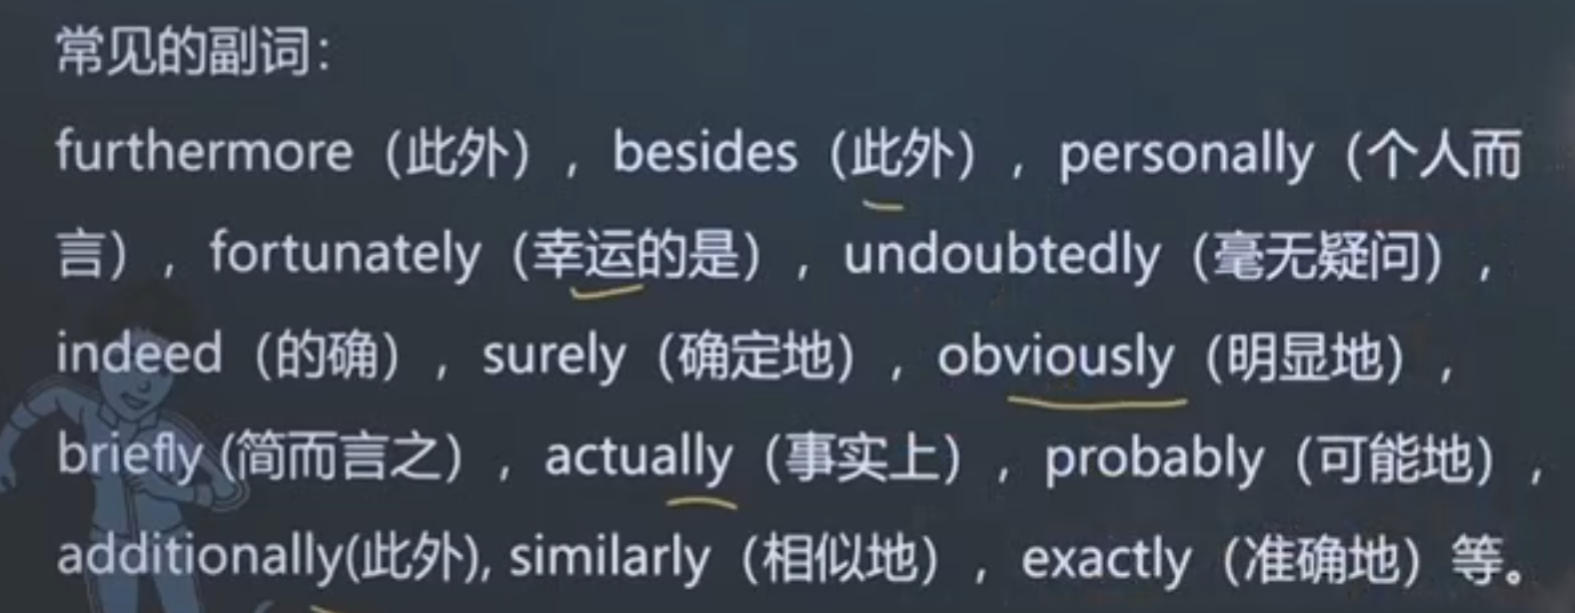 常见的副词：
furthermore（此外）, besides（此外）, personally（个人而
言）, fortunately（幸运的是）, undoubtedly（毫无疑问）,
indeed（的确）, surely（确定地）, obviously（明显地）,
briefly (简而言之）, actually（事实上）, probably（可能地）,
additionally(此外), similarly（相似地）, exactly（准确地）等。